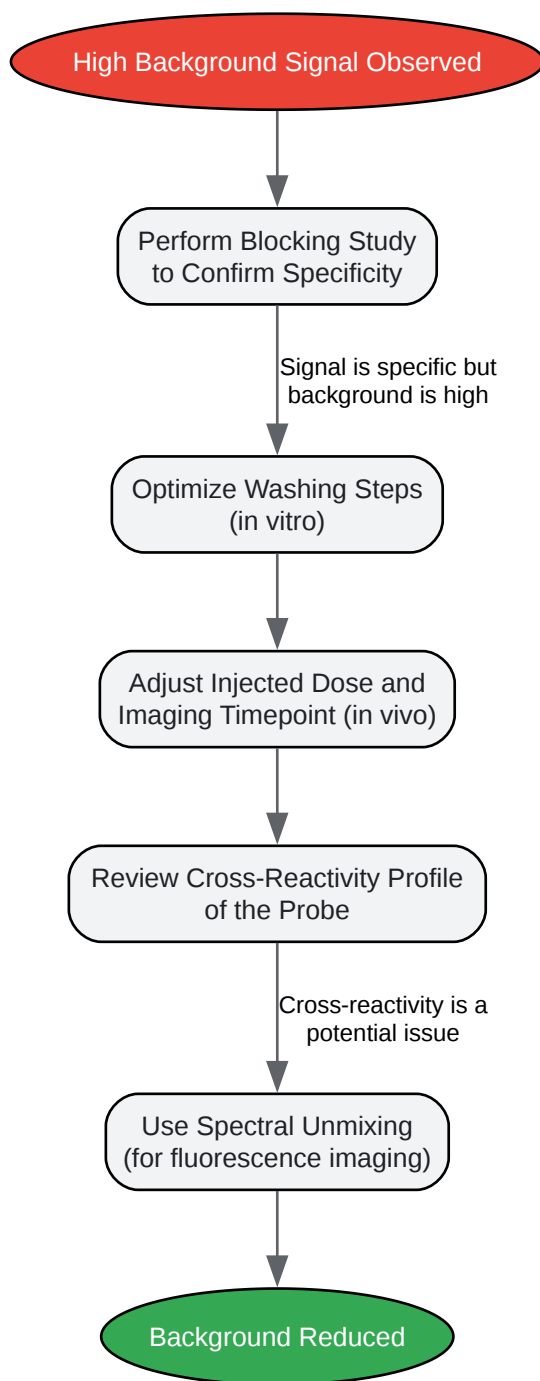 High Background Signal Observed
Perform Blocking Study
to Confirm Specificity
Signal is specific but
background is high
Optimize Washing Steps
(in vitro)
Adjust Injected Dose and
Imaging Timepoint (in vivo)
Review Cross-Reactivity Profile
of the Probe
Cross-reactivity is a
potential issue
Use Spectral Unmixing
(for fluorescence imaging)
Background Reduced